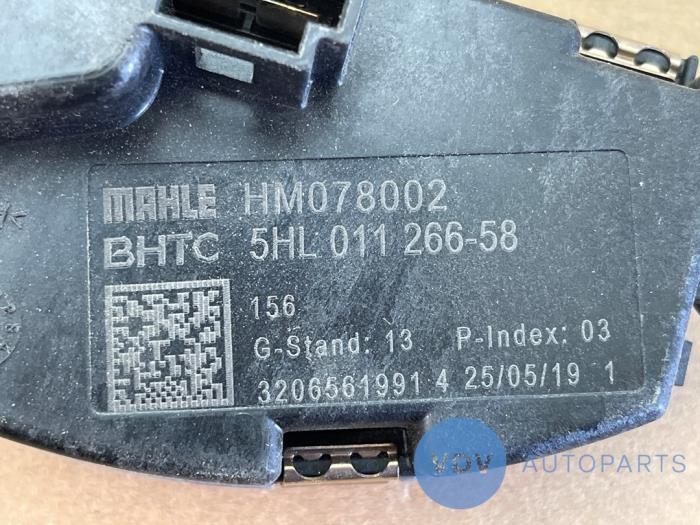 MAHLE HM078002
BHTC 5HL 011 266-58
156
G-Stand: 13 P-Index: 03
3206561991 4 25/05/19 1
VDV AUTOPARTS